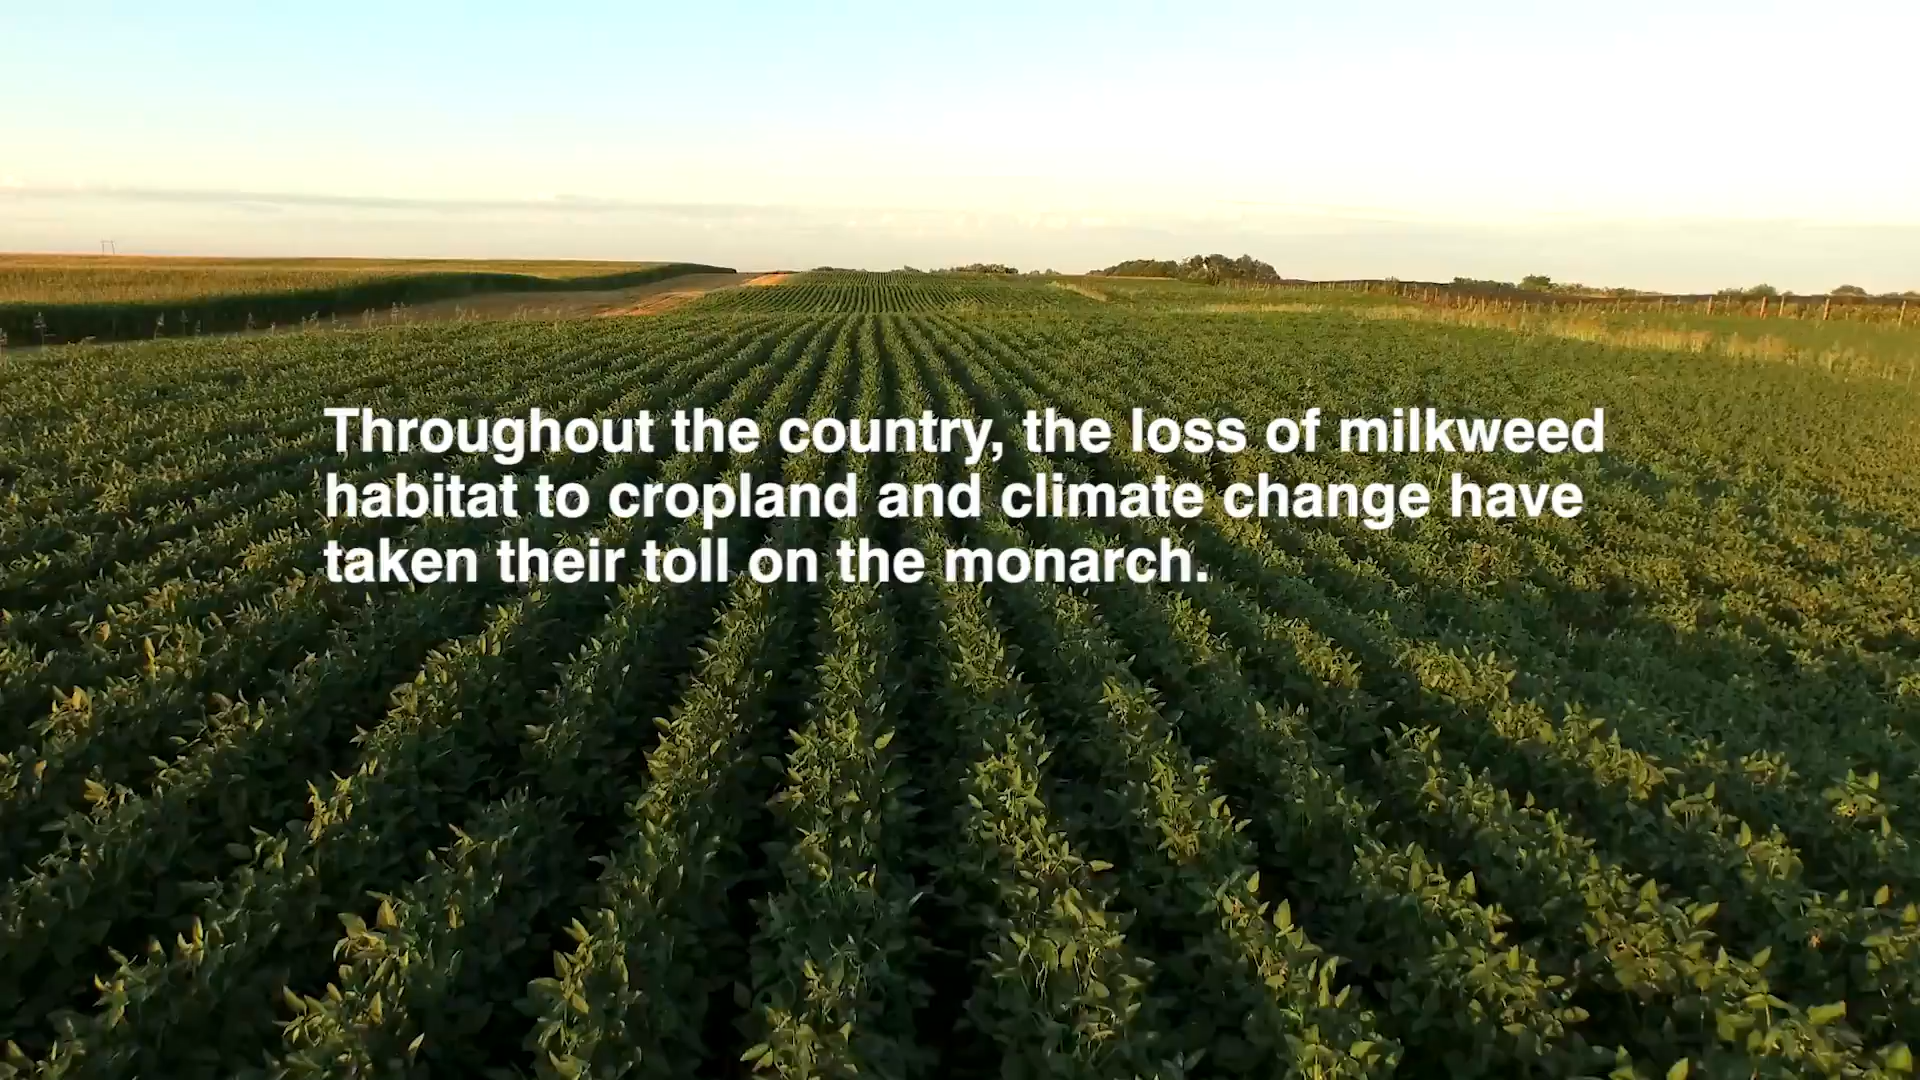 Throughout the country, the loss of milkweed
habitat to cropland and climate change have
taken their toll on the monarch.